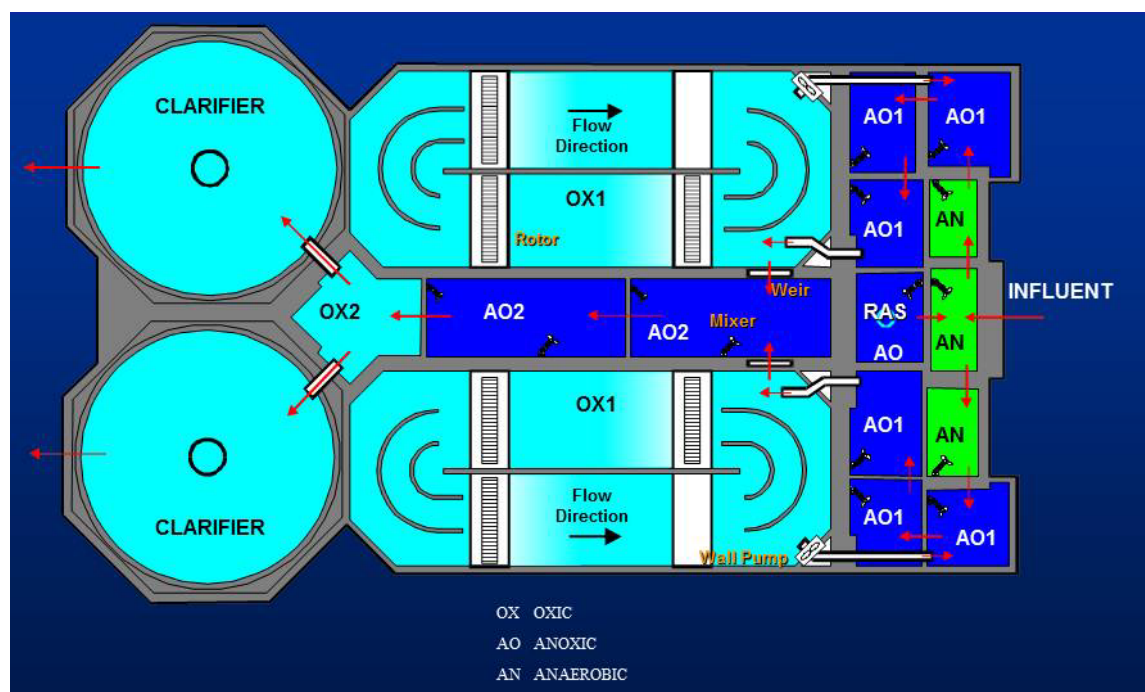 CLARIFIER
Flow
Direction
OX1
Rotor
AO1
AO1
AO1
AN
INFLUENT
Weir
OX2
AO2
AO2
Mixer
RAS
AO
AN
OX1
AO1
AN
Flow
Direction
CLARIFIER
Wall Pump
AO1
AO1
OX OXIC
AO ANOXIC
AN ANAEROBIC